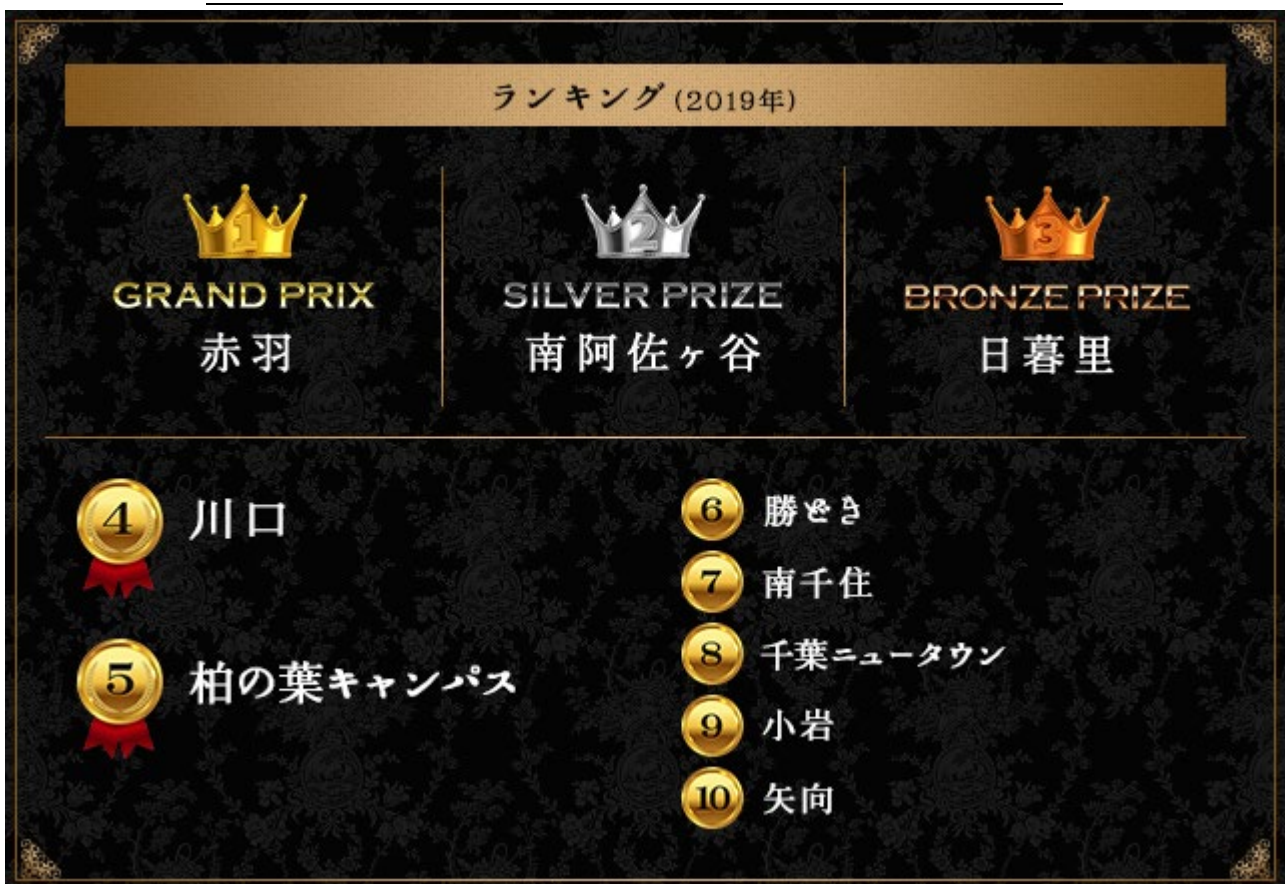 ランキング (2019年)
1
GRAND PRIX
赤羽
2
SILVER PRIZE
南阿佐ヶ谷
3
BRONZE PRIZE
日暮里
4 川口
5 柏の葉キャンパス
6 勝どき
7 南千住
8 千葉ニュータウン
9 小岩
10 矢向